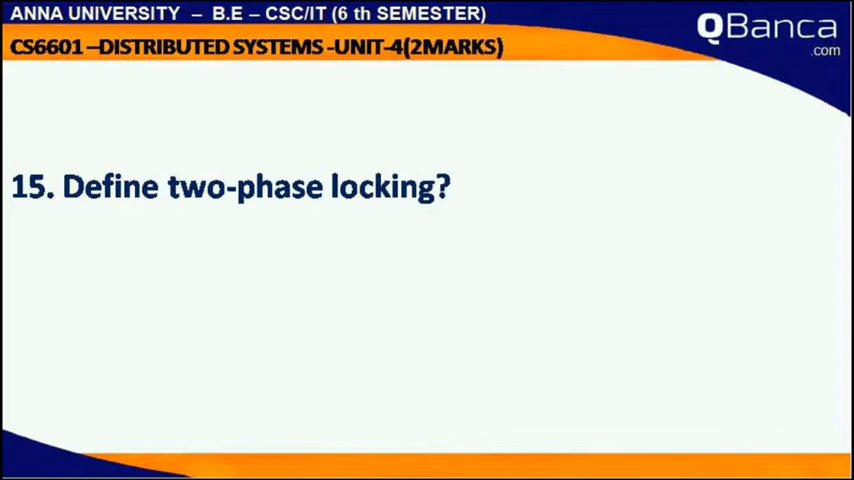 ANNA UNIVERSITY – B.E – CSC/IT (6 th SEMESTER)
CS6601 –DISTRIBUTED SYSTEMS -UNIT-4(2MARKS)
QBanca
.com
15. Define two-phase locking?